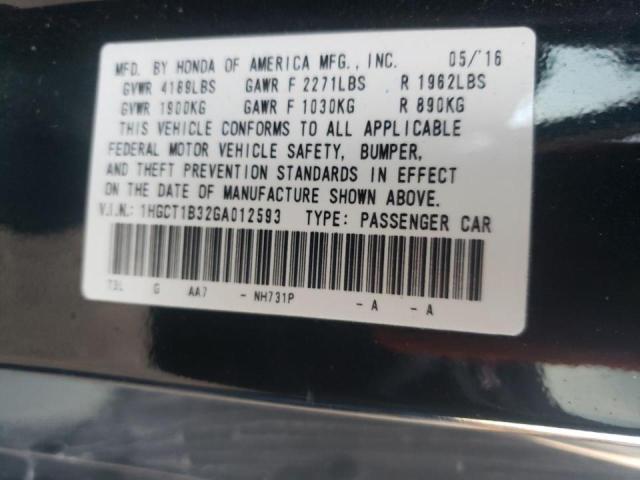 MFD. BY HONDA OF AMERICA MFG., INC. 05/'16
GVWR 4189LBS GAWR F 2271LBS R 1962LBS
GVWR 1900KG GAWR F 1030KG R 890KG
THIS VEHICLE CONFORMS TO ALL APPLICABLE
FEDERAL MOTOR VEHICLE SAFETY, BUMPER,
AND THEFT PREVENTION STANDARDS IN EFFECT
ON THE DATE OF MANUFACTURE SHOWN ABOVE.
V.I.N.: 1HGCT1B32GA012593 TYPE: PASSENGER CAR
T3L G AA7 - NH731P - A - A